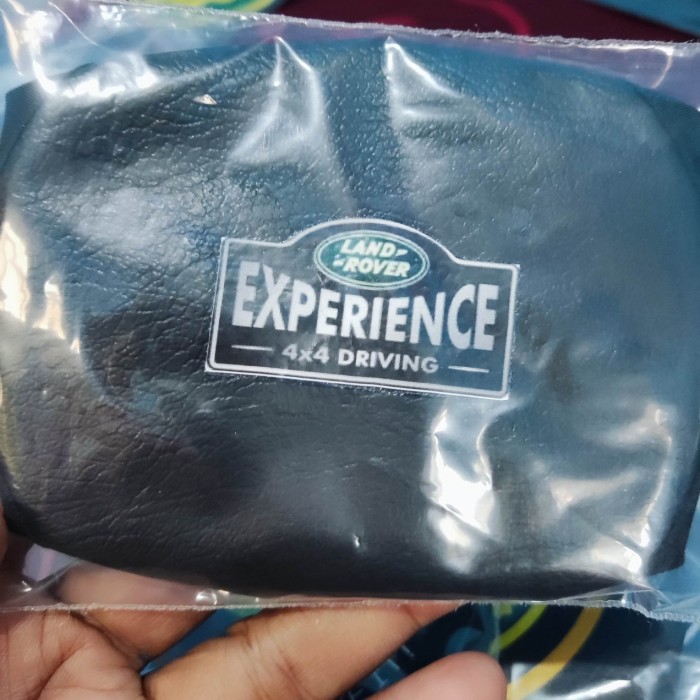 LAND-
-ROVER
EXPERIENCE
4x4 DRIVING